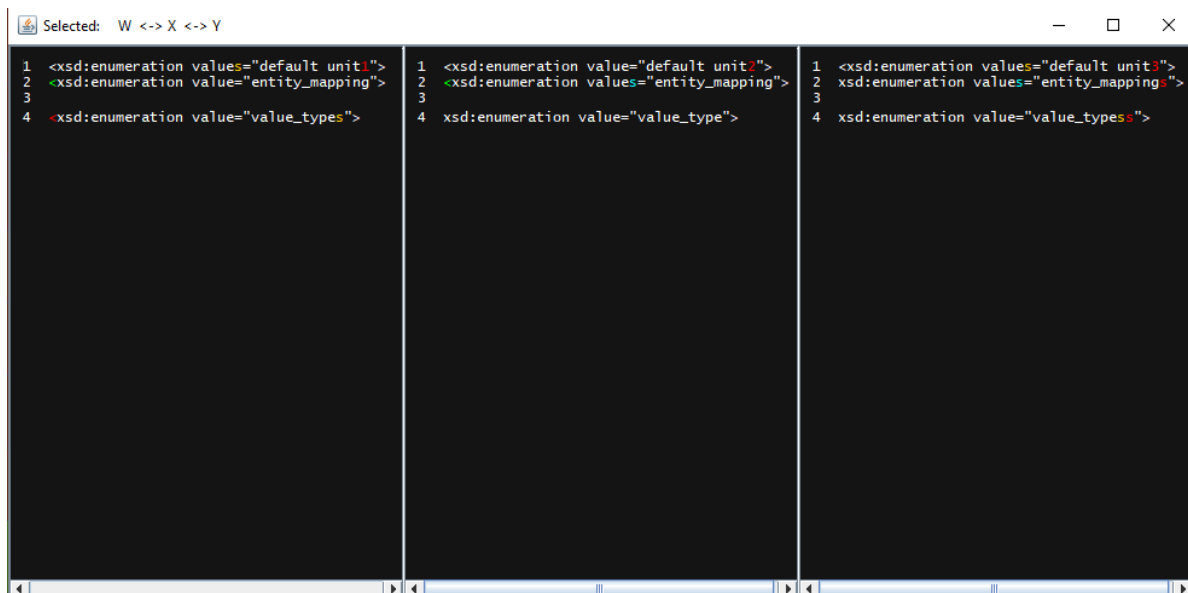 Selected: W <-> X <-> Y
1 <xsd:enumeration values="default unit1">
2 <xsd:enumeration value="entity_mapping">
3
4 <xsd:enumeration value="value_types">
1 <xsd:enumeration value="default unit2">
2 <xsd:enumeration values="entity_mapping">
3
4 xsd:enumeration value="value_type">
1 <xsd:enumeration values="default unit3">
2 xsd:enumeration values="entity_mappings">
3
4 xsd:enumeration value="value_typess">